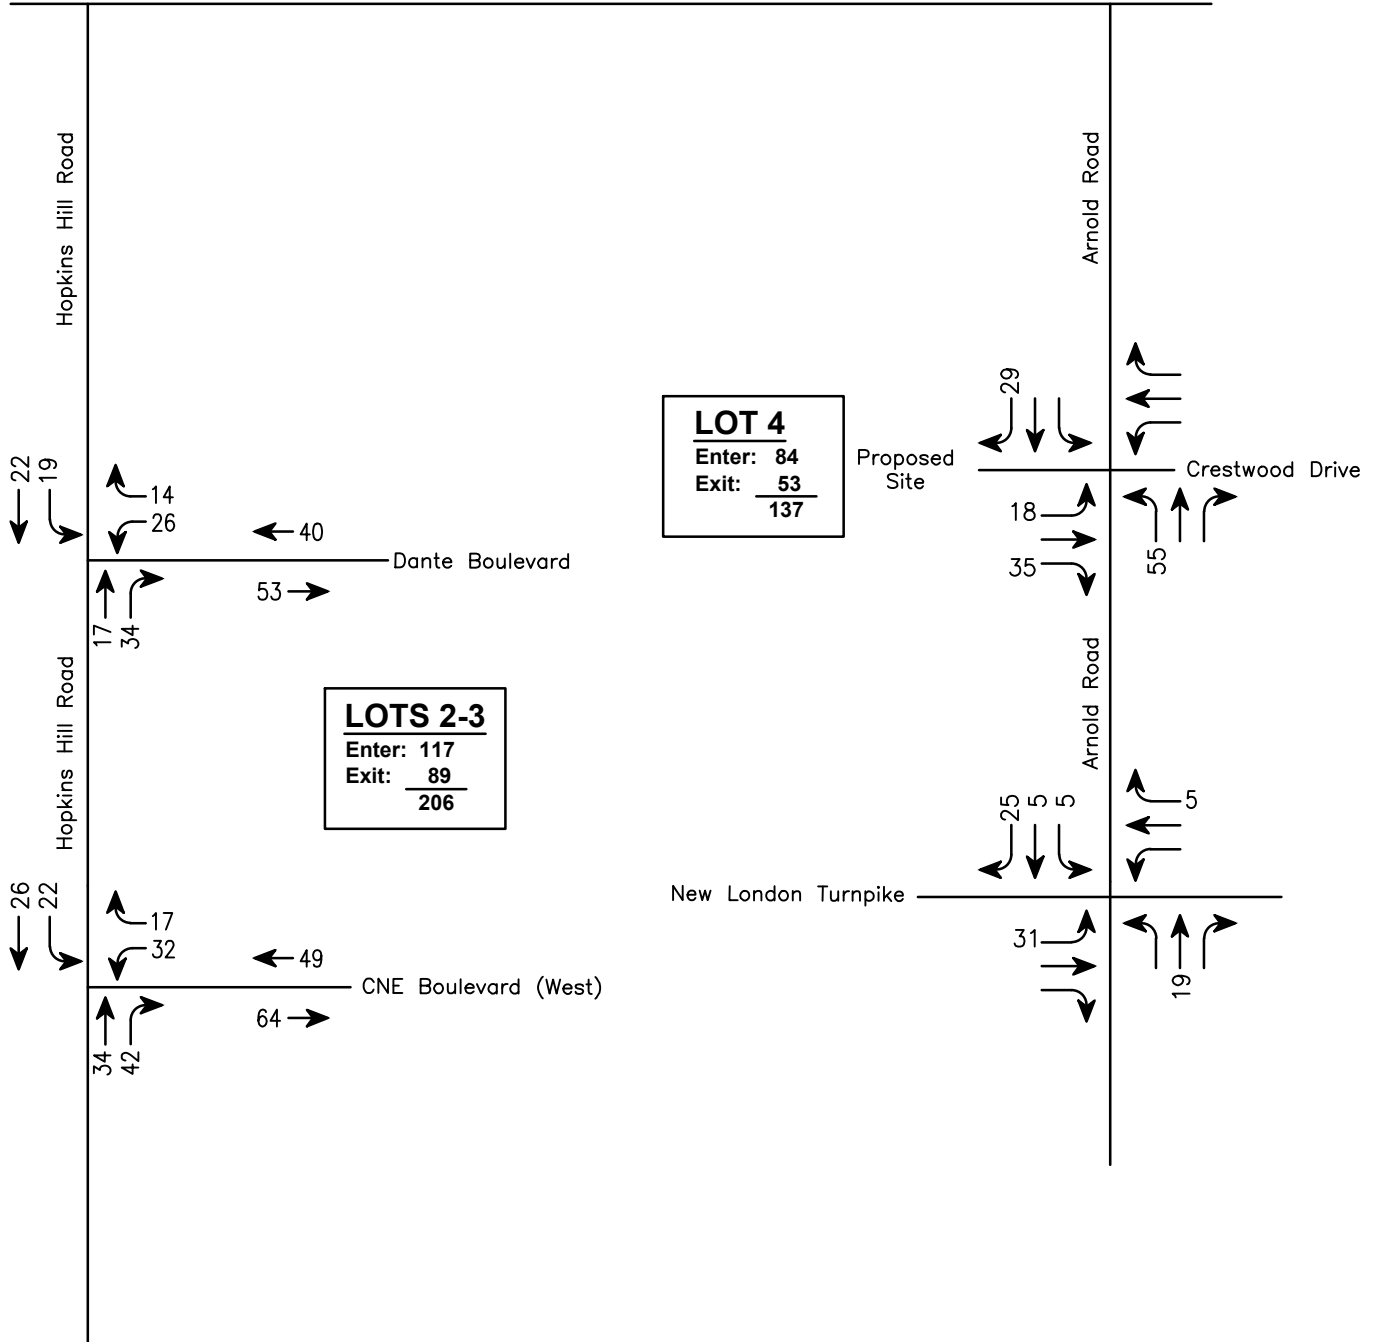 Hopkins Hill Road
Arnold Road
29
LOT 4
Enter: 84
Exit: 53
137
Proposed
Site
Crestwood Drive
22
19
14
26
40
Dante Boulevard
53
17
34
18
35
55
Hopkins Hill Road
Arnold Road
LOTS 2-3
Enter: 117
Exit: 89
206
25
5
5
5
New London Turnpike
26
22
17
32
49
CNE Boulevard (West)
64
34
42
31
19